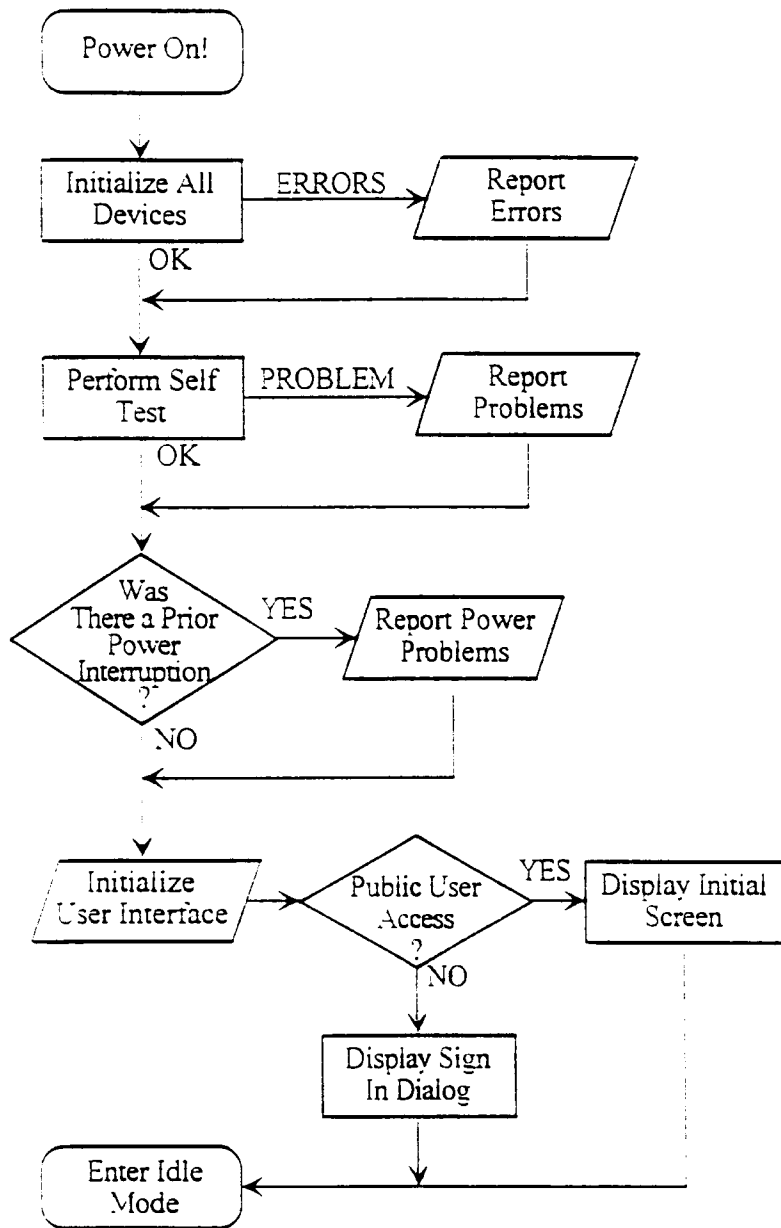 Power On!
Initialize All
Devices
ERRORS
Report
Errors
OK
Perform Self
Test
PROBLEM
Report
Problems
OK
Was
There a Prior
Power
Interruption
?
YES
Report Power
Problems
NO
Initialize
User Interface
Public User
Access
?
YES
Display Initial
Screen
NO
Display Sign
In Dialog
Enter Idle
Mode